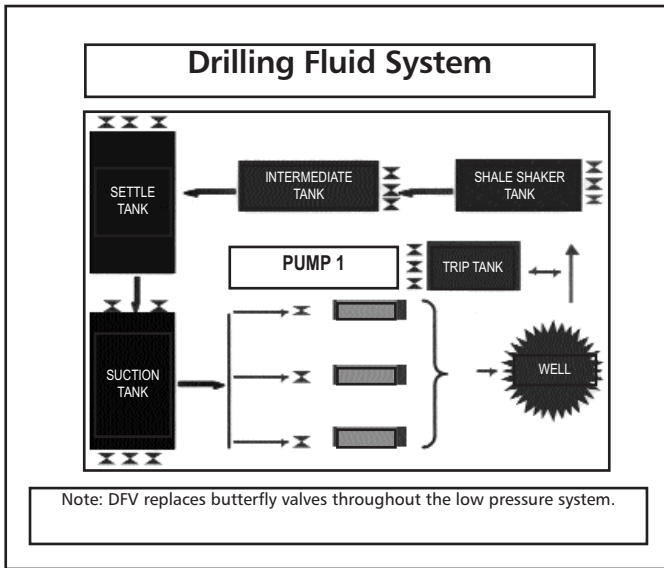 Drilling Fluid System
SETTLE
TANK
INTERMEDIATE
TANK
SHALE SHAKER
TANK
PUMP 1
TRIP TANK
SUCTION
TANK
WELL
Note: DFV replaces butterfly valves throughout the low pressure system.